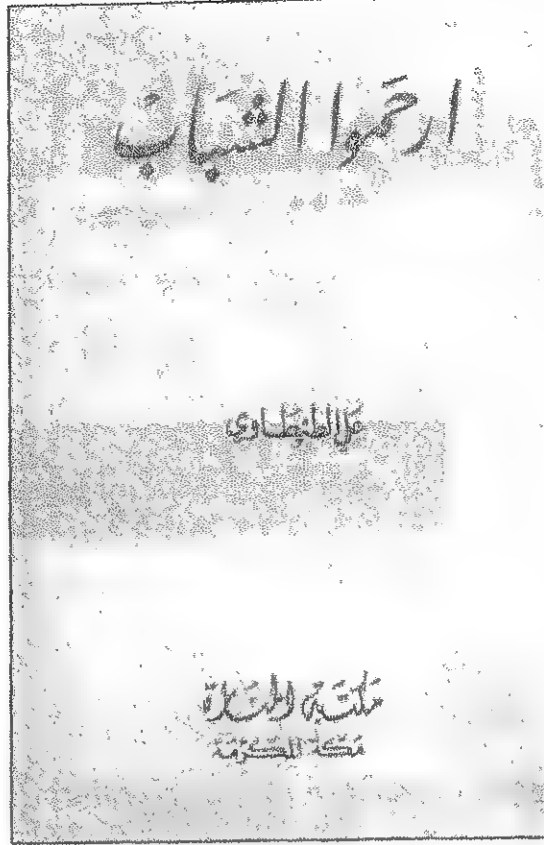 ارحموا الشباب
علي الطنطاوي
مكتبة المنارة
مكة المكرمة